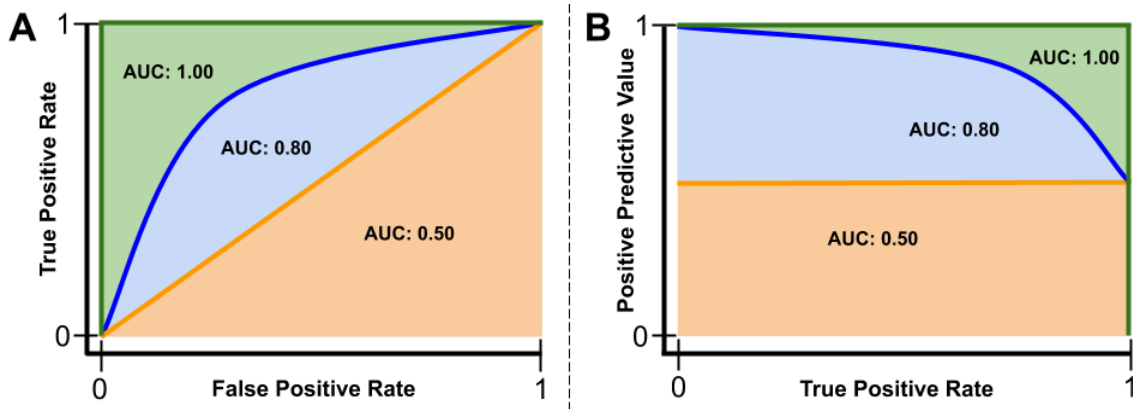 A
1
True Positive Rate
AUC: 1.00
AUC: 0.80
AUC: 0.50
0
0
False Positive Rate
1
B
1
Positive Predictive Value
AUC: 1.00
AUC: 0.80
AUC: 0.50
0
0
True Positive Rate
1